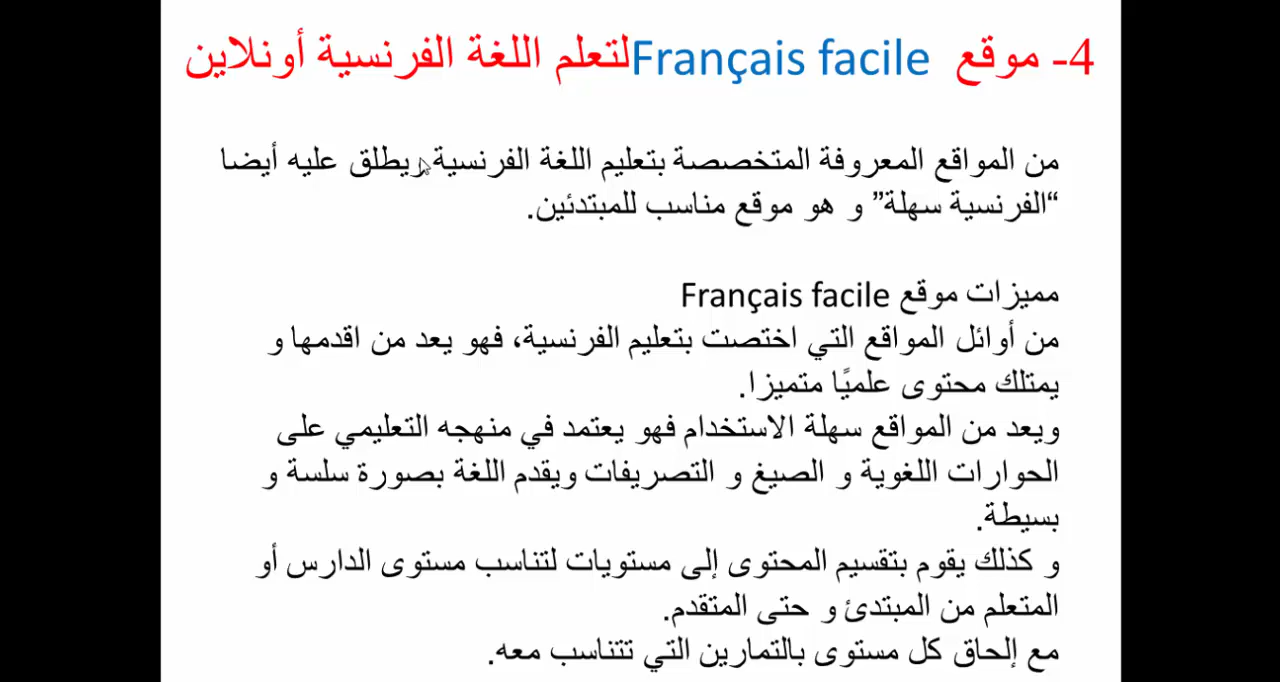 4- موقع Français facile لتعلم اللغة الفرنسية أونلاين
من المواقع المعروفة المتخصصة بتعليم اللغة الفرنسية ويطلق عليه أيضا
“الفرنسية سهلة” و هو موقع مناسب للمبتدئين.
مميزات موقع Français facile
من أوائل المواقع التي اختصت بتعليم الفرنسية، فهو يعد من اقدمها و
يمتلك محتوى علميًا متميزا.
ويعد من المواقع سهلة الاستخدام فهو يعتمد في منهجه التعليمي على
الحوارات اللغوية و الصيغ و التصريفات ويقدم اللغة بصورة سلسة و
بسيطة.
و كذلك يقوم بتقسيم المحتوى إلى مستويات لتناسب مستوى الدارس أو
المتعلم من المبتدئ و حتى المتقدم.
مع إلحاق كل مستوى بالتمارين التي تتناسب معه.